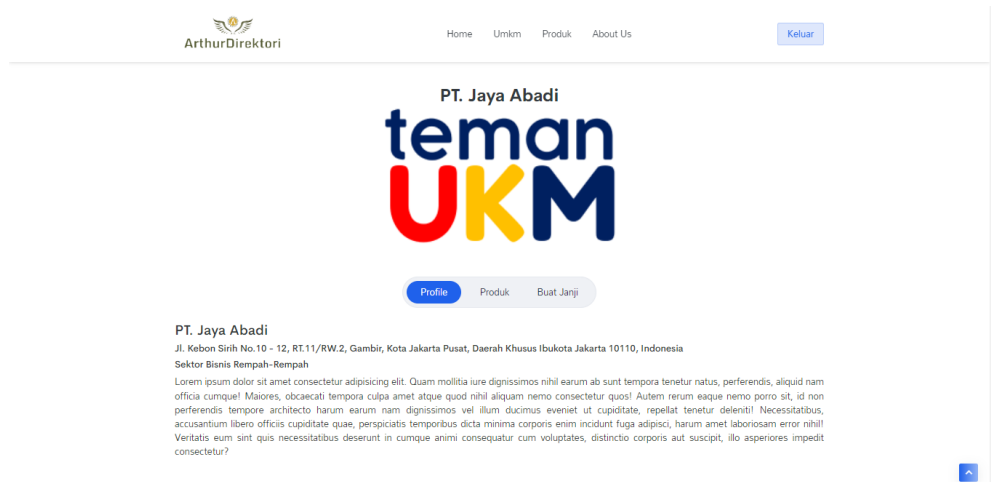 ArthurDirektori
Home Umkm Produk About Us
Keluar
PT. Jaya Abadi
teman
UKM
Profile Produk Buat Janji
PT. Jaya Abadi
Jl. Kebon Sirih No.10 - 12, RT.11/RW.2, Gambir, Kota Jakarta Pusat, Daerah Khusus Ibukota Jakarta 10110, Indonesia
Sektor Bisnis Rempah-Rempah
Lorem ipsum dolor sit amet consectetur adipisicing elit. Quam mollitia iure dignissimos nihil earum ab sunt tempora tenetur natus, perferendis, aliquid nam
officia cumque! Maiores, obcaecati tempora culpa amet atque quod nihil aliquam nemo consectetur quos! Autem rerum eaque nemo porro sit, id non
perferendis tempore architecto harum earum nam dignissimos vel illum ducimus eveniet ut cupiditate, repellat tenetur deleniti! Necessitatibus,
accusantium libero officiis cupiditate quae, perspiciatis temporibus dicta minima corporis enim incidunt fuga adipisci, harum amet laboriosam error nihil!
Veritatis eum sint quis necessitatibus deserunt in cumque animi consequatur cum voluptates, distinctio corporis aut suscipit, illo asperiores impedit
consectetur?